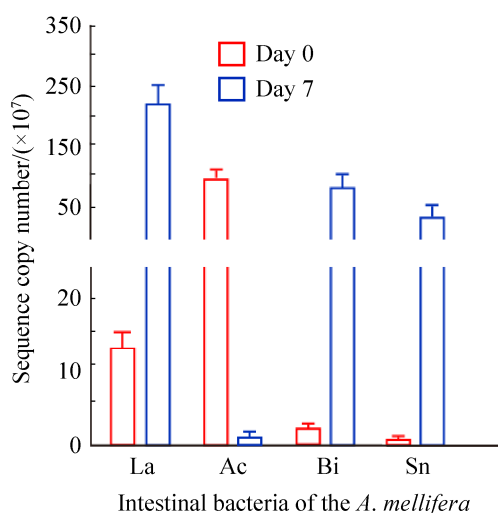 350
250
150
50
20
10
0
Sequence copy number/(×10⁷)
Day 0
Day 7
La Ac Bi Sn
Intestinal bacteria of the A. mellifera